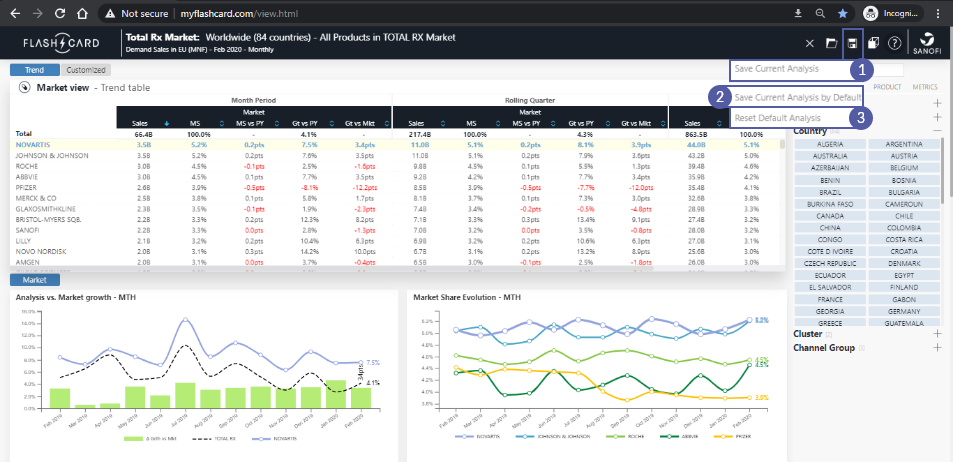 Not secure | myflashcard.com/view.html
Incogni...
FLASH CARD
Total Rx Market: Worldwide (84 countries) - All Products in TOTAL RX Market
Demand Sales in EU (MNF) - Feb 2020 - Monthly
SANOFI
Trend Customized
Save Current Analysis 1
2 Save Current Analysis by Default
Reset Default Analysis 3
PRODUCT METRICS
Market view - Trend table
Month Period Rolling Quarter
Market Market
Sales MS MS vs PY Gt vs PY Gt vs Mkt Sales MS MS vs PY Gt vs PY Gt vs Mkt Sales MS
Total 66.4B 100.0% - 4.1% - 217.4B 100.0% - 4.3% - 863.5B 100.0%
NOVARTIS 3.5B 5.2% 0.2pts 7.5% 3.4pts 11.0B 5.1% 0.2pts 8.1% 3.9pts 44.0B 5.1%
JOHNSON & JOHNSON 3.5B 5.2% 0.2pts 7.6% 3.5pts 11.0B 5.1% 0.2pts 7.9% 3.6pts 43.2B 5.0%
ROCHE 3.0B 4.5% -0.1pts 2.5% -1.6pts 9.8B 4.5% 0.1pts 5.5% 1.3pts 39.4B 4.6%
ABBVIE 3.0B 4.5% 0.1pts 7.7% 3.5pts 9.2B 4.2% 0.1pts 7.7% 3.4pts 35.9B 4.2%
PFIZER 2.6B 3.9% -0.5pts -8.1% -12.2pts 8.5B 3.9% -0.5pts -7.7% -12.0pts 35.4B 4.1%
MERCK & CO 2.5B 3.8% 0.1pts 5.8% 1.7pts 8.1B 3.7% 0.1pts 7.3% 3.0pts 32.6B 3.8%
GLAXOSMITHKLINE 2.3B 3.5% -0.1pts 1.9% -2.3pts 7.4B 3.4% -0.2pts -0.5% -4.8pts 28.9B 3.3%
BRISTOL-MYERS SQB. 2.2B 3.3% 0.2pts 12.3% 8.2pts 7.1B 3.3% 0.3pts 13.4% 9.1pts 27.4B 3.2%
SANOFI 2.2B 3.3% 0.0pts 2.8% -1.3pts 7.0B 3.2% 0.0pts 3.5% -0.8pts 28.0B 3.2%
LILLY 2.1B 3.2% 0.2pts 10.4% 6.3pts 6.9B 3.2% 0.2pts 10.6% 6.3pts 27.0B 3.1%
NOVO NORDISK 2.0B 3.1% 0.3pts 14.2% 10.0pts 6.7B 3.1% 0.2pts 13.2% 8.9pts 25.6B 3.0%
AMGEN 2.0B 3.1% 0.0pts 3.7% -0.4pts 6.5B 3.0% -0.1pts 2.5% -1.8pts 26.0B 3.0%
Country
ALGERIA ARGENTINA
AUSTRALIA AUSTRIA
AZERBAIJAN BELGIUM
BENIN BOSNIA
BRAZIL BULGARIA
BURKINA FASO CAMEROUN
CANADA CHILE
CHINA COLOMBIA
CONGO COSTA RICA
COTE D IVOIRE CROATIA
CZECH REPUBLIC DENMARK
ECUADOR EGYPT
EL SALVADOR FINLAND
FRANCE GABON
GEORGIA GERMANY
GREECE GUATEMALA
Cluster
Channel Group
Market
Analysis vs. Market growth - MTH
16.0%
14.0%
12.0%
10.0%
8.0%
6.0%
4.0%
2.0%
0.0%
7.5%
4.1%
34pts
Feb 2019 Mar 2019 Apr 2019 May 2019 Jun 2019 Jul 2019 Aug 2019 Sep 2019 Oct 2019 Nov 2019 Dec 2019 Jan 2020 Feb 2020
Δ Gth vs Mkt TOTAL RX NOVARTIS
Market Share Evolution - MTH
5.2%
5.0%
4.8%
4.6%
4.4%
4.2%
4.0%
3.8%
5.2%
4.5%
4.5%
3.9%
Feb 2019 Mar 2019 Apr 2019 May 2019 Jun 2019 Jul 2019 Aug 2019 Sep 2019 Oct 2019 Nov 2019 Dec 2019 Jan 2020 Feb 2020
NOVARTIS JOHNSON & JOHNSON ROCHE ABBVIE PFIZER